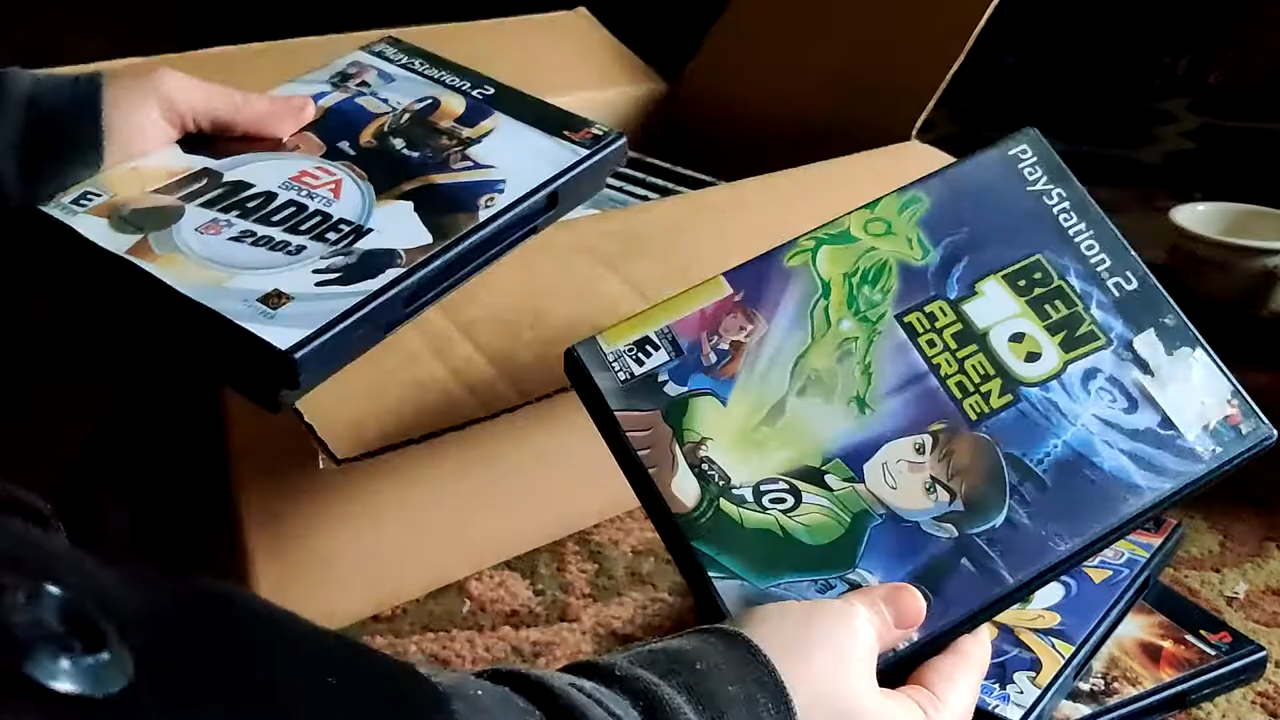 PlayStation.2
EA
SPORTS
MADDEN
NFL
2003
E
PlayStation.2
BEN
10
ALIEN
FORCE
E
10